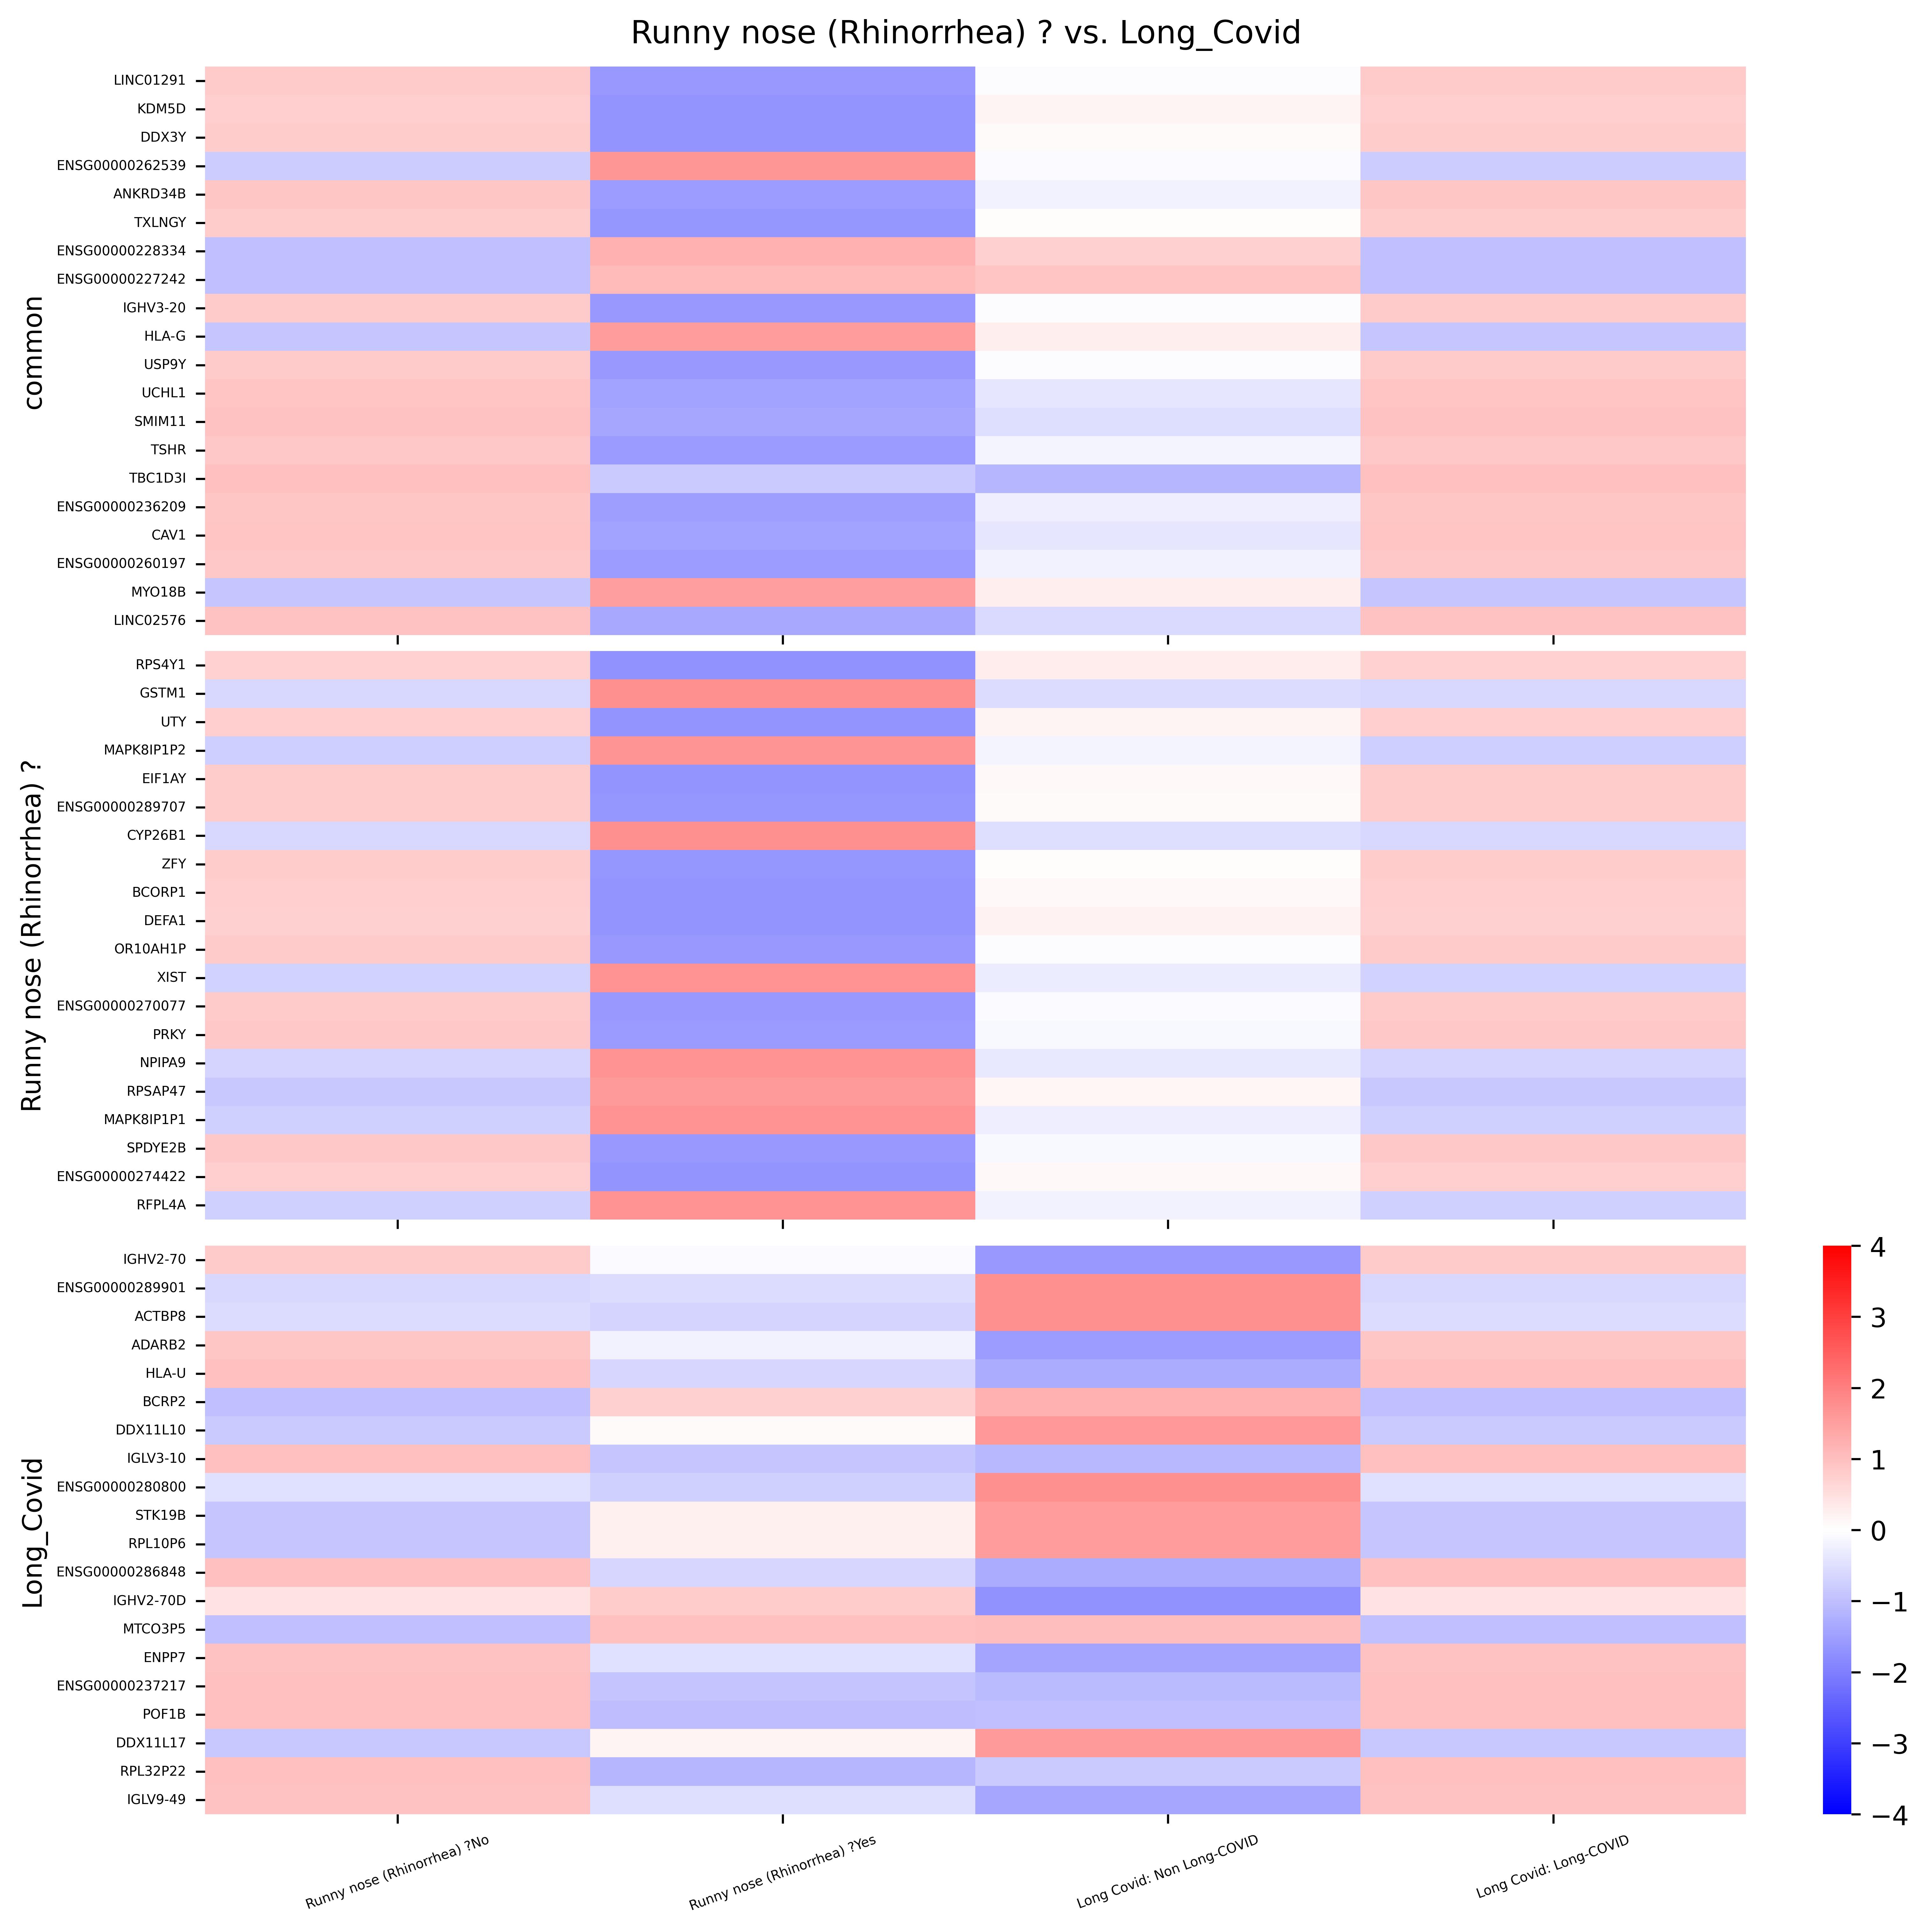 Runny nose (Rhinorrhea) ? vs. Long_Covid
common
LINC01291
KDM5D
DDX3Y
ENSG00000262539
ANKRD34B
TXLNGY
ENSG00000228334
ENSG00000227242
IGHV3-20
HLA-G
USP9Y
UCHL1
SMIM11
TSHR
TBC1D3I
ENSG00000236209
CAV1
ENSG00000260197
MYO18B
LINC02576
Runny nose (Rhinorrhea) ?
RPS4Y1
GSTM1
UTY
MAPK8IP1P2
EIF1AY
ENSG00000289707
CYP26B1
ZFY
BCORP1
DEFA1
OR10AH1P
XIST
ENSG00000270077
PRKY
NPIPA9
RPSAP47
MAPK8IP1P1
SPDYE2B
ENSG00000274422
RFPL4A
Long_Covid
IGHV2-70
ENSG00000289901
ACTBP8
ADARB2
HLA-U
BCRP2
DDX11L10
IGLV3-10
ENSG00000280800
STK19B
RPL10P6
ENSG00000286848
IGHV2-70D
MTCO3P5
ENPP7
ENSG00000237217
POF1B
DDX11L17
RPL32P22
IGLV9-49
4
3
2
1
0
−1
−2
−3
−4
Runny nose (Rhinorrhea) ?No
Runny nose (Rhinorrhea) ?Yes
Long Covid: Non Long-COVID
Long Covid: Long-COVID